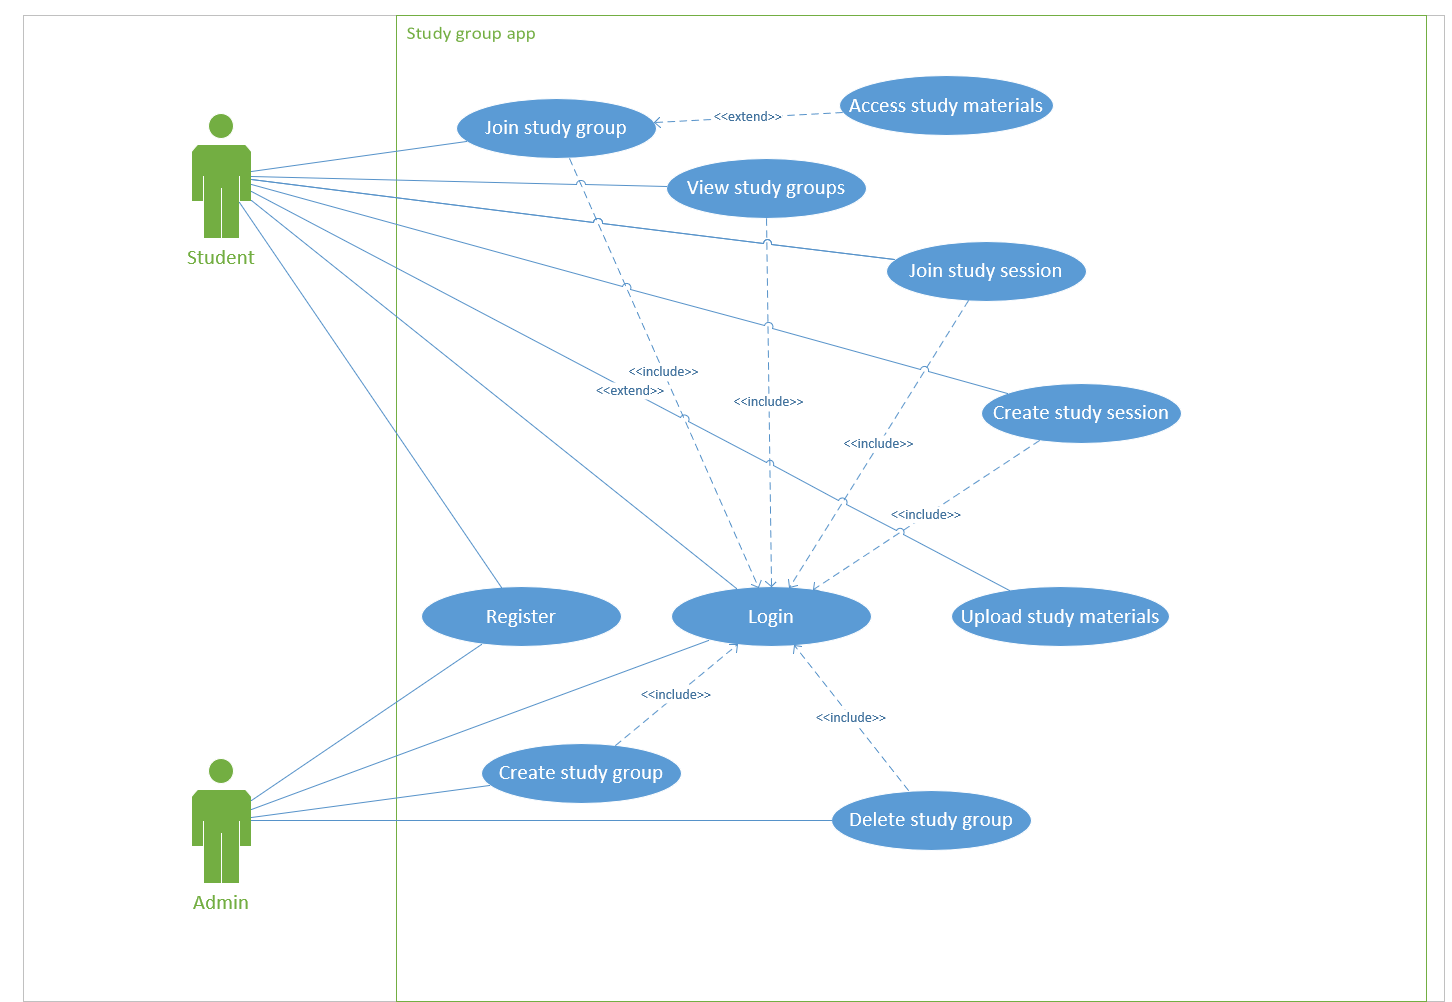 Study group app
Access study materials
<<extend>>
Join study group
View study groups
Student
Join study session
<<include>>
<<extend>>
<<include>>
Create study session
<<include>>
<<include>>
Register
Login
Upload study materials
<<include>>
<<include>>
Create study group
Delete study group
Admin